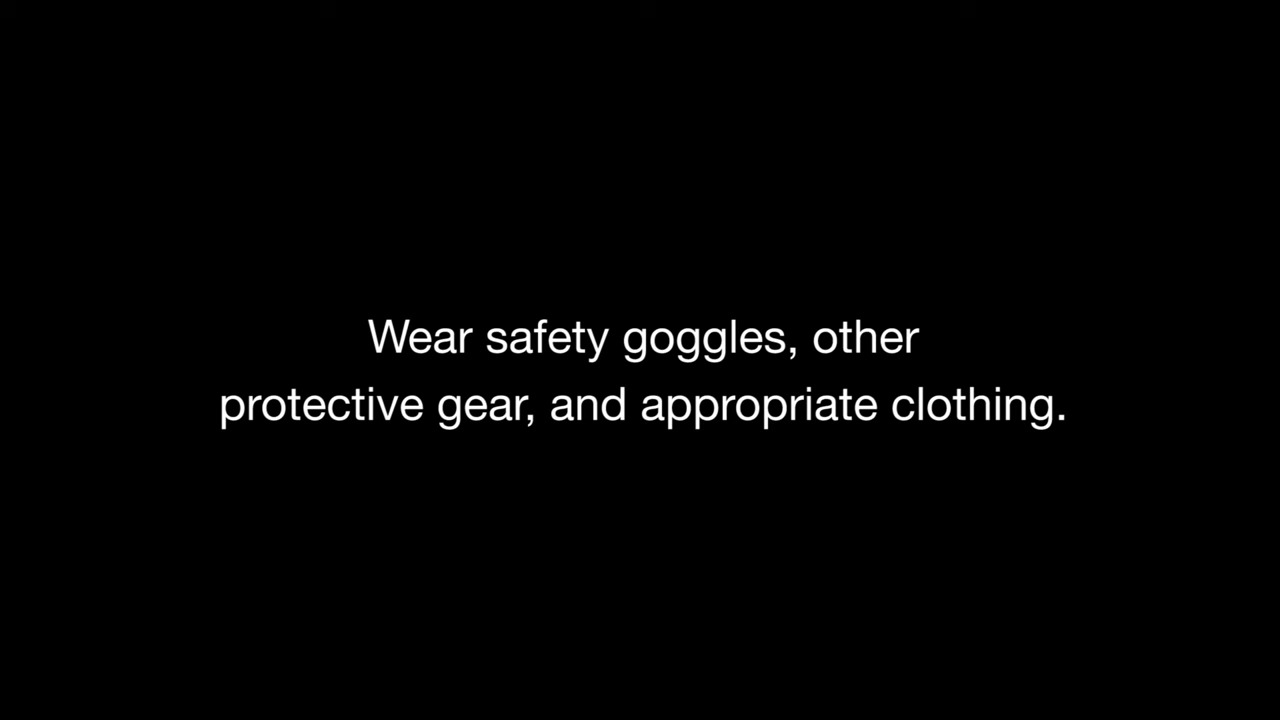 Wear safety goggles, other
protective gear, and appropriate clothing.